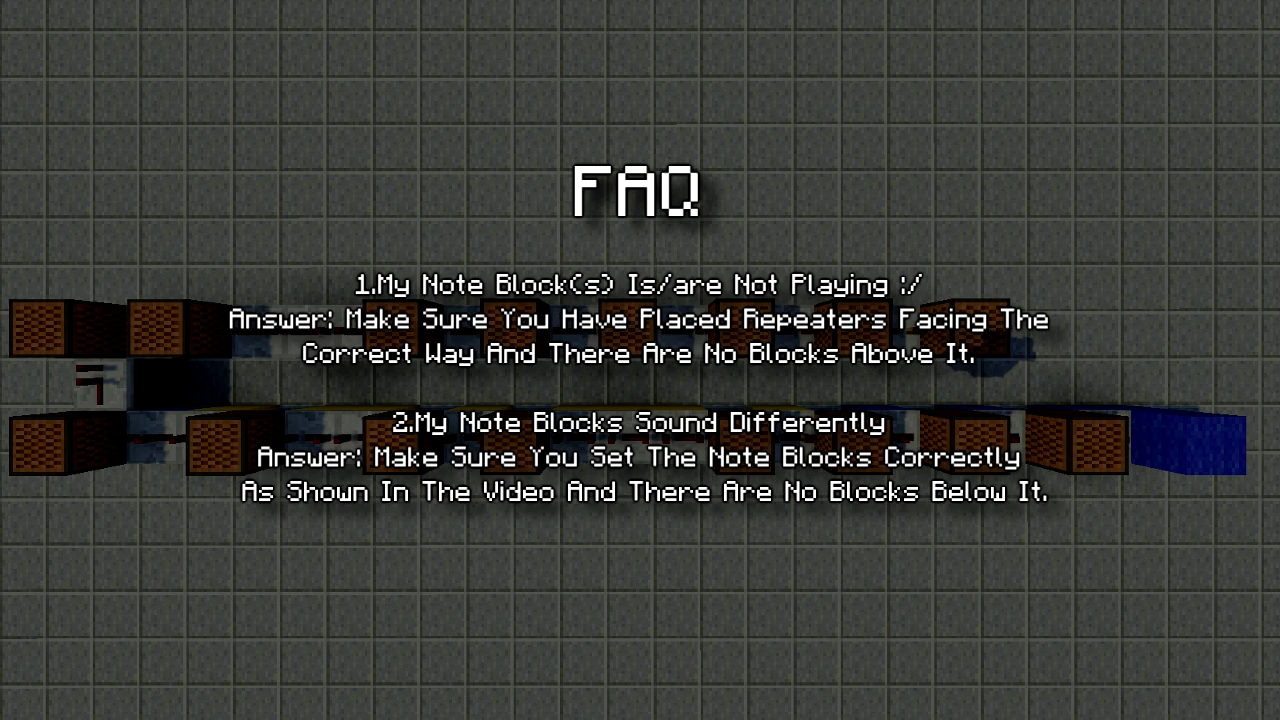 FAQ
1.My Note Block(s) Is/are Not Playing :/
Answer: Make Sure You Have Placed Repeaters Facing The
Correct Way And There Are No Blocks Above It.
2.My Note Blocks Sound Differently
Answer: Make Sure You Set The Note Blocks Correctly
As Shown In The Video And There Are No Blocks Below It.